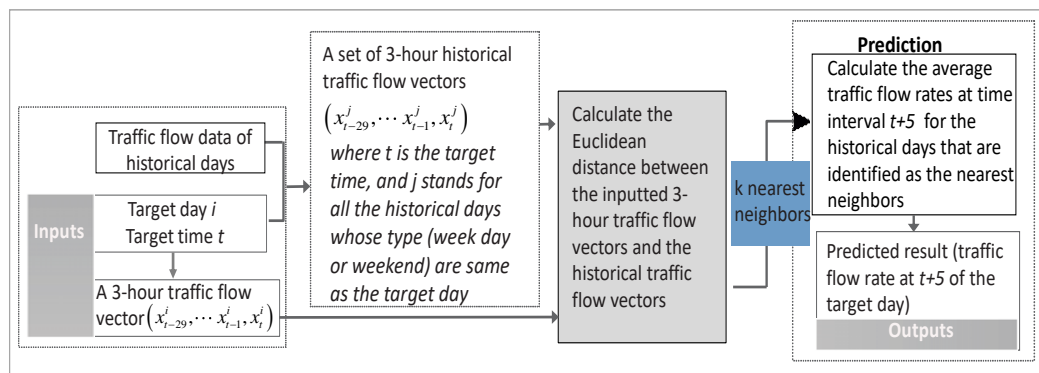 Inputs
Traffic flow data of
historical days
Target day i
Target time t
A 3-hour traffic flow
vector (x^i_{t-29}, ⋯ x^i_{t-1}, x^i_t)
A set of 3-hour historical
traffic flow vectors
(x^j_{t-29}, ⋯ x^j_{t-1}, x^j_t)
where t is the target
time, and j stands for
all the historical days
whose type (week day
or weekend) are same
as the target day
Calculate the
Euclidean
distance between
the inputted 3-
hour traffic flow
vectors and the
historical traffic
flow vectors
k nearest
neighbors
Prediction
Calculate the average
traffic flow rates at time
interval t+5 for the
historical days that are
identified as the nearest
neighbors
Predicted result (traffic
flow rate at t+5 of the
target day)
Outputs